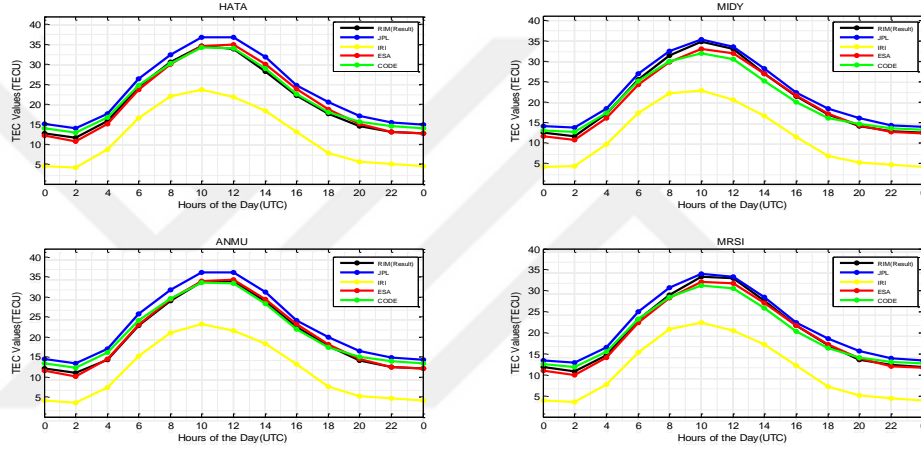 HATA
TEC Values(TECU)
40
35
30
25
20
15
10
5
RIM(Result)
JPL
IRI
ESA
CODE
0 2 4 6 8 10 12 14 16 18 20 22 0
Hours of the Day(UTC)
MIDY
TEC Values(TECU)
40
35
30
25
20
15
10
5
RIM(Result)
JPL
IRI
ESA
CODE
0 2 4 6 8 10 12 14 16 18 20 22 0
Hours of the Day(UTC)
ANMU
TEC Values(TECU)
40
35
30
25
20
15
10
5
RIM(Result)
JPL
IRI
ESA
CODE
0 2 4 6 8 10 12 14 16 18 20 22 0
Hours of the Day(UTC)
MRSI
TEC Values(TECU)
40
35
30
25
20
15
10
5
RIM(Result)
JPL
IRI
ESA
CODE
0 2 4 6 8 10 12 14 16 18 20 22 0
Hours of the Day(UTC)